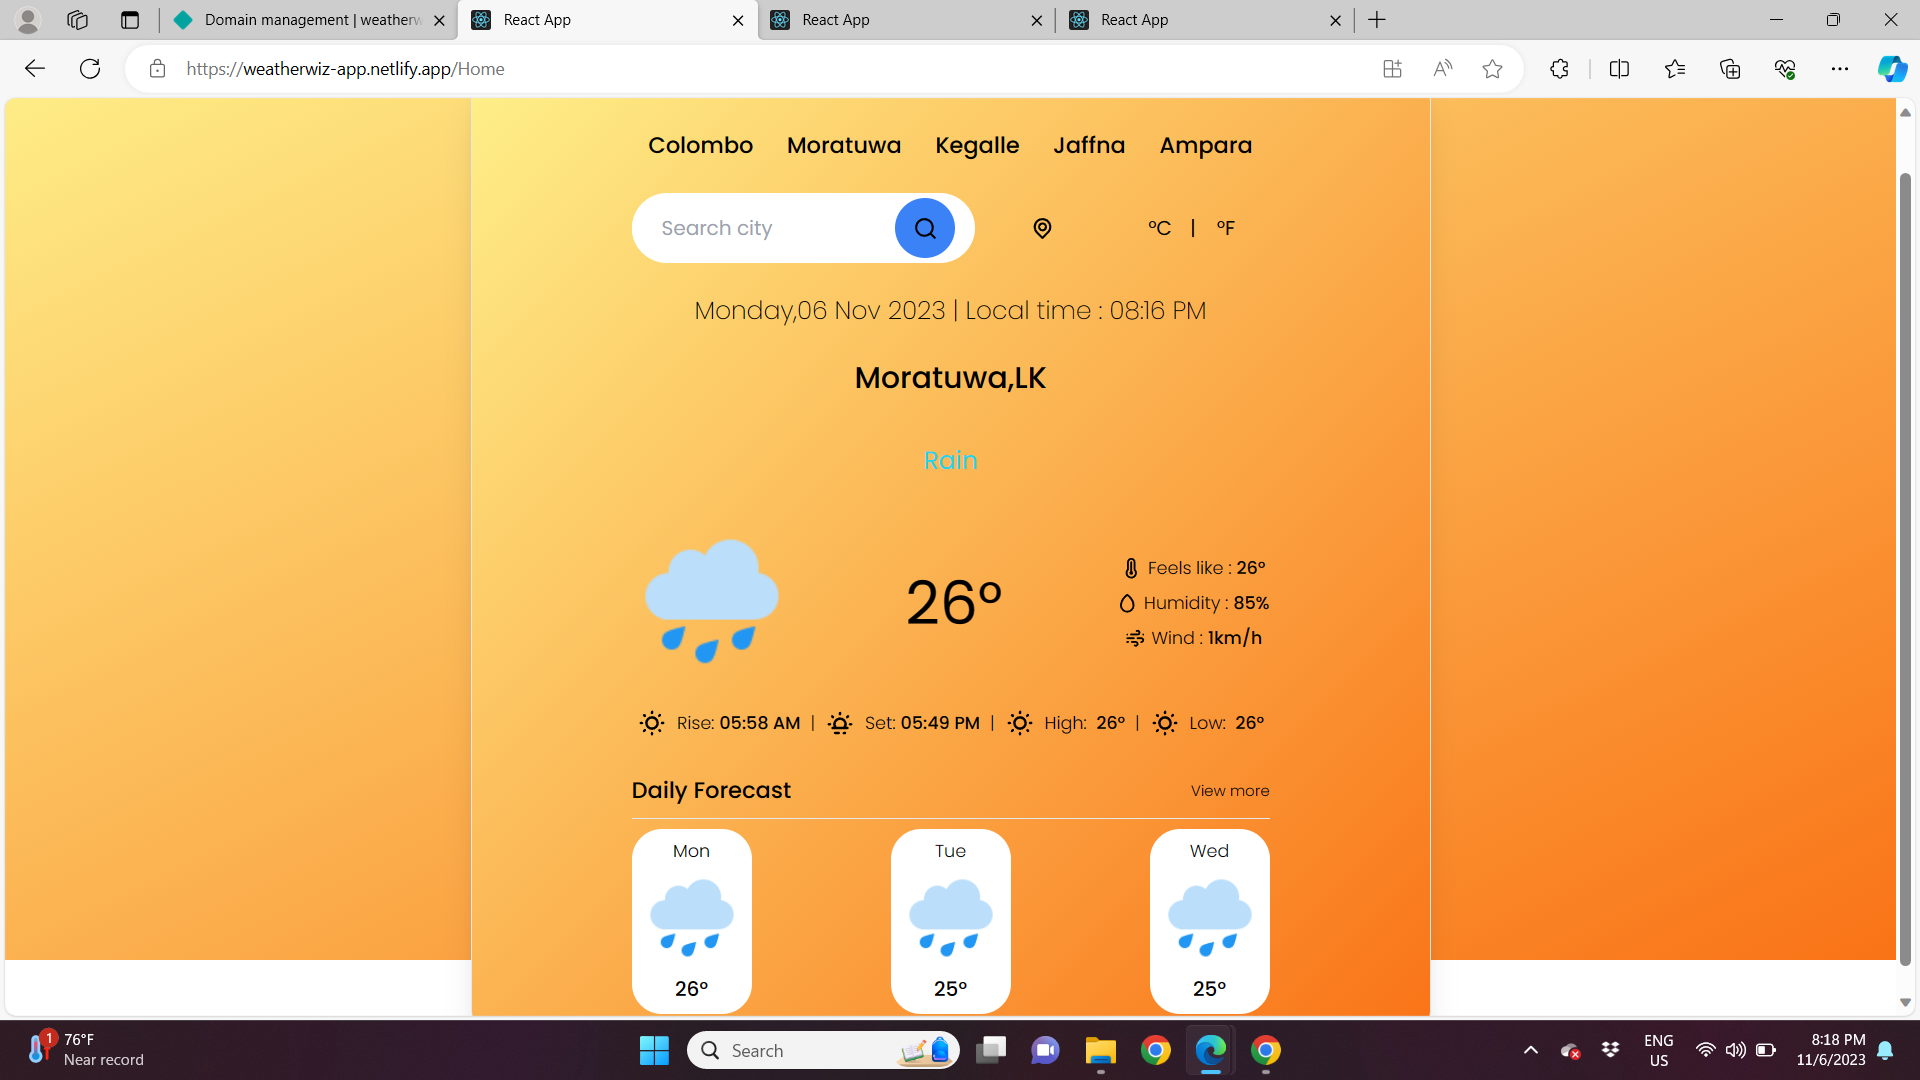 Domain management | weatherw
React App
React App
React App
https://weatherwiz-app.netlify.app/Home
Colombo Moratuwa Kegalle Jaffna Ampara
Search city
°C | °F
Monday,06 Nov 2023 | Local time : 08:16 PM
Moratuwa,LK
Rain
26°
Feels like : 26°
Humidity : 85%
Wind : 1km/h
Rise: 05:58 AM | Set: 05:49 PM | High: 26° | Low: 26°
Daily Forecast
View more
Mon
26°
Tue
25°
Wed
25°
1
76°F
Near record
Search
ENG
US
8:18 PM
11/6/2023